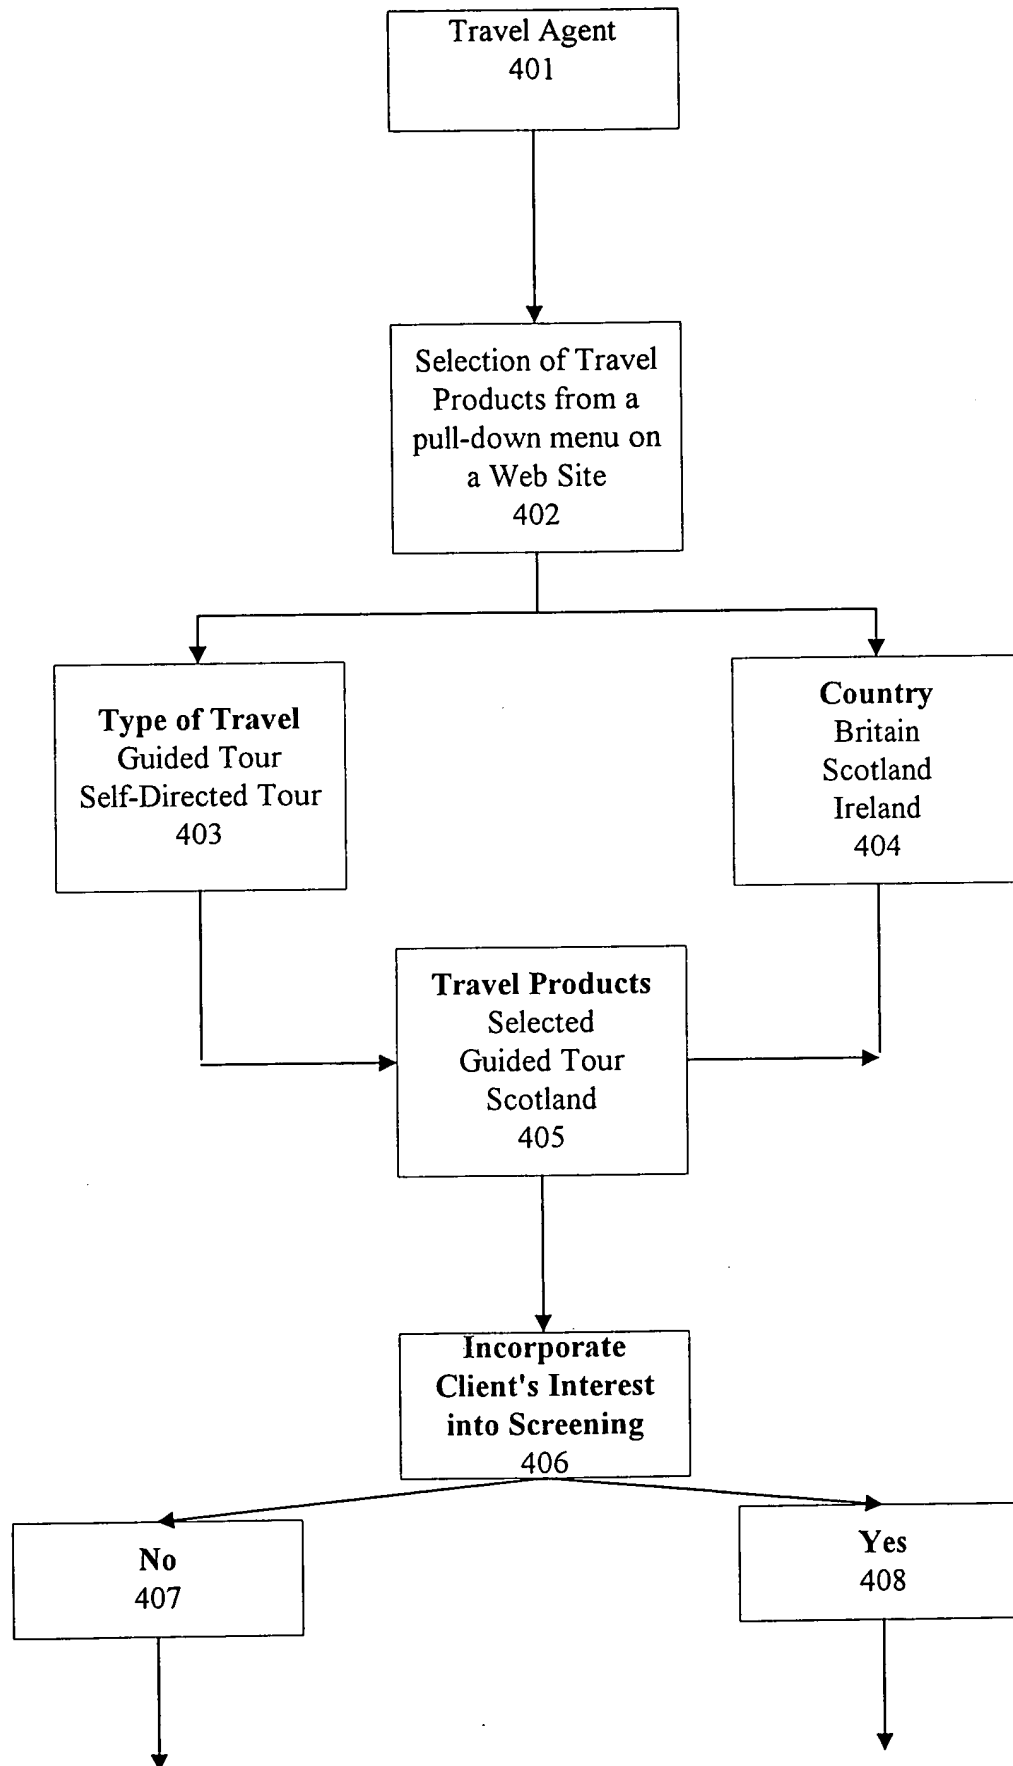 Travel Agent
401
Selection of Travel
Products from a
pull-down menu on
a Web Site
402
Type of Travel
Guided Tour
Self-Directed Tour
403
Country
Britain
Scotland
Ireland
404
Travel Products
Selected
Guided Tour
Scotland
405
Incorporate
Client's Interest
into Screening
406
No
407
Yes
408